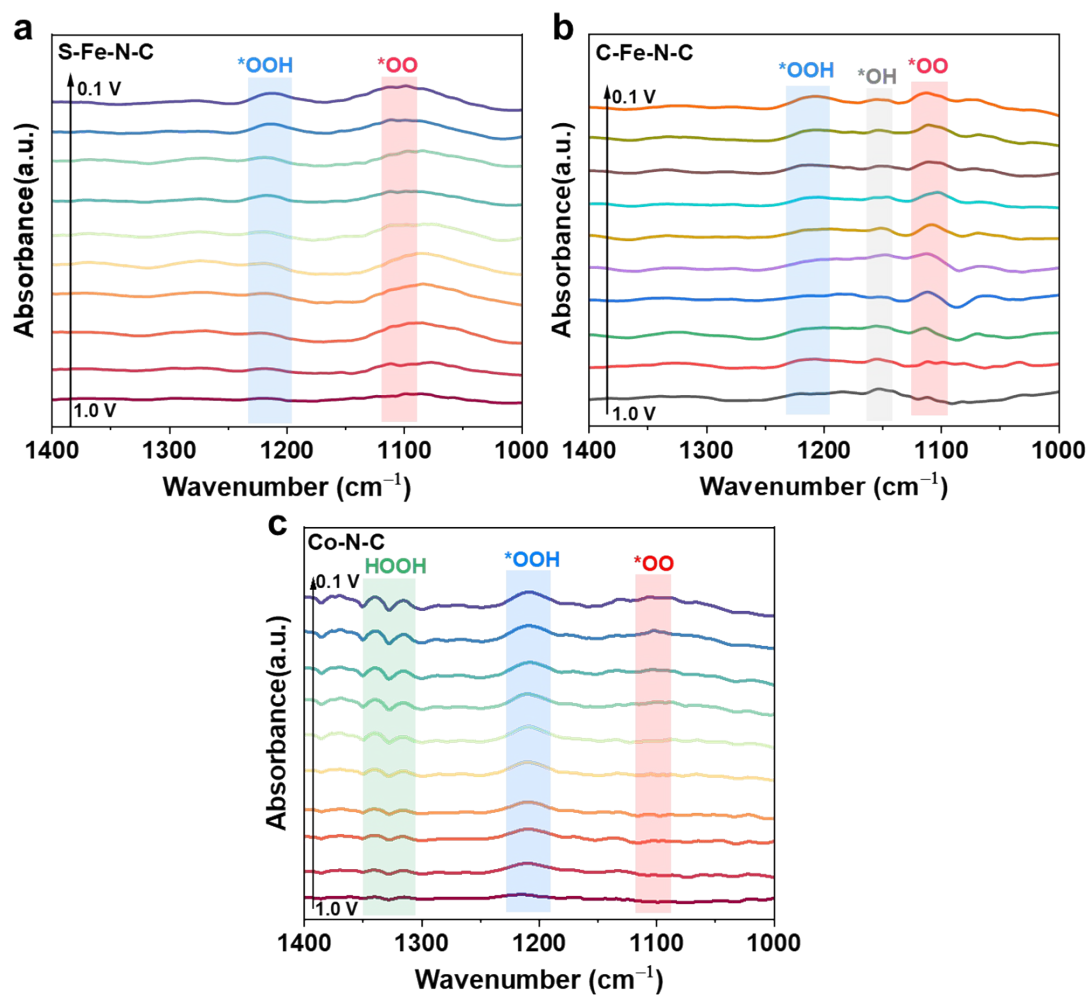 a
S-Fe-N-C
*OOH
*OO
0.1 V
1.0 V
Absorbance(a.u.)
1400 1300 1200 1100 1000
Wavenumber (cm⁻¹)
b
C-Fe-N-C
*OOH
*OH
*OO
0.1 V
1.0 V
Absorbance(a.u.)
1400 1300 1200 1100 1000
Wavenumber (cm⁻¹)
c
Co-N-C
HOOH
*OOH
*OO
0.1 V
1.0 V
Absorbance(a.u.)
1400 1300 1200 1100 1000
Wavenumber (cm⁻¹)